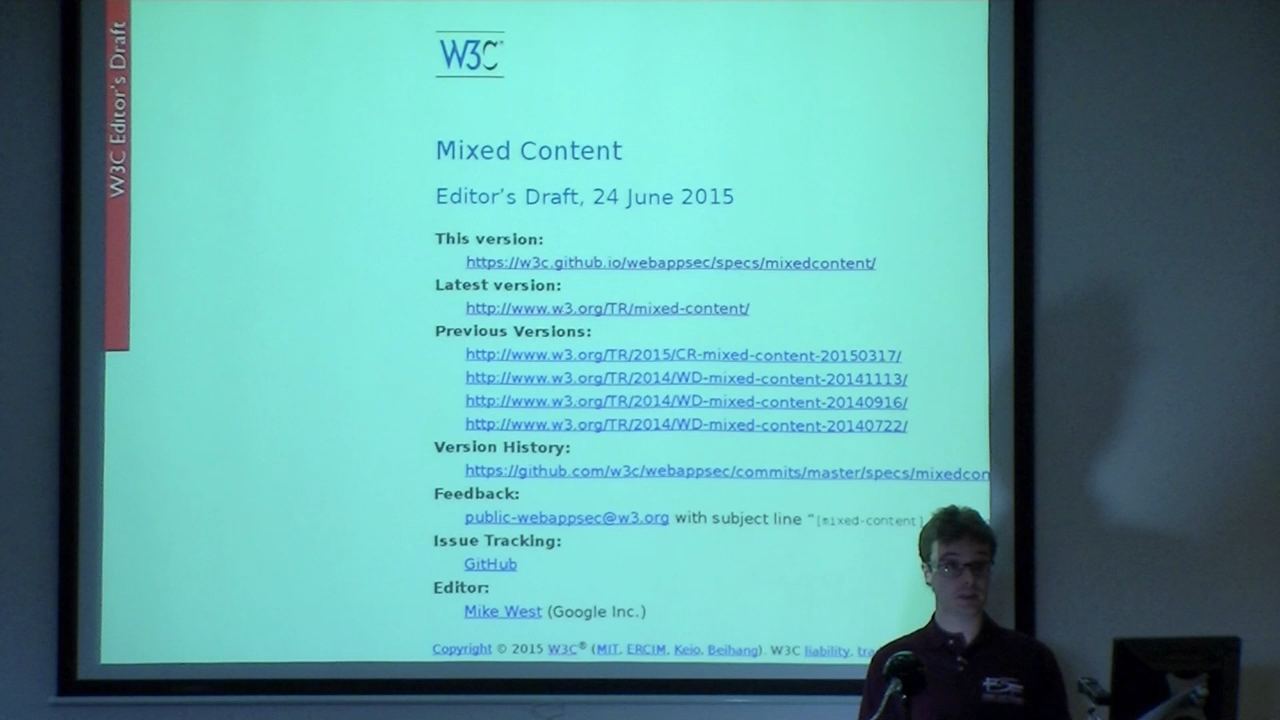 W3C Editor's Draft
W3C®
Mixed Content
Editor's Draft, 24 June 2015
This version:
https://w3c.github.io/webappsec/specs/mixedcontent/
Latest version:
http://www.w3.org/TR/mixed-content/
Previous Versions:
http://www.w3.org/TR/2015/CR-mixed-content-20150317/
http://www.w3.org/TR/2014/WD-mixed-content-20141113/
http://www.w3.org/TR/2014/WD-mixed-content-20140916/
http://www.w3.org/TR/2014/WD-mixed-content-20140722/
Version History:
https://github.com/w3c/webappsec/commits/master/specs/mixedcon
Feedback:
public-webappsec@w3.org with subject line “[mixed-content]
Issue Tracking:
GitHub
Editor:
Mike West (Google Inc.)
Copyright © 2015 W3C® (MIT, ERCIM, Keio, Beihang). W3C liability, tra